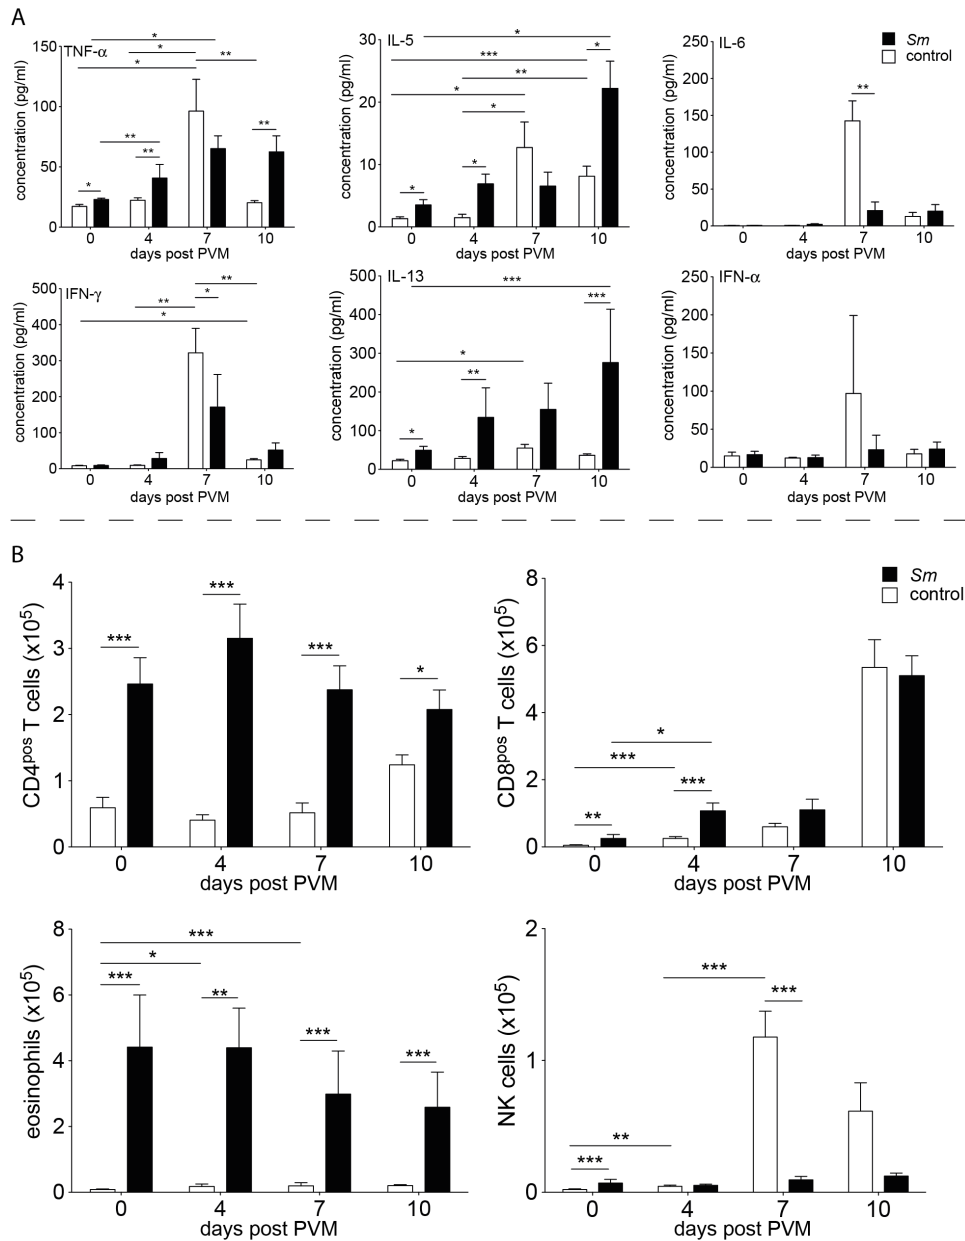 A
TNF-α
concentration (pg/ml)
150
100
50
0
* * * ** ** * ** **
0 4 7 10
days post PVM
IL-5
concentration (pg/ml)
30
20
10
0
* *** * ** * * * *
0 4 7 10
days post PVM
IL-6
Sm
control
concentration (pg/ml)
250
200
150
100
50
0
**
0 4 7 10
days post PVM
IFN-γ
concentration (pg/ml)
500
400
300
200
100
0
** ** * *
0 4 7 10
days post PVM
IL-13
concentration (pg/ml)
500
400
300
200
100
0
*** *** * ** *
0 4 7 10
days post PVM
IFN-α
concentration (pg/ml)
250
200
150
100
50
0
0 4 7 10
days post PVM
B
CD4pos T cells (x10⁵)
4
3
2
1
0
*** *** *** *
0 4 7 10
days post PVM
Sm
control
CD8pos T cells (x10⁵)
8
6
4
2
0
* *** *** **
0 4 7 10
days post PVM
eosinophils (x10⁵)
8
6
4
2
0
*** * *** ** *** ***
0 4 7 10
days post PVM
NK cells (x10⁵)
2
1
0
*** *** ** ***
0 4 7 10
days post PVM